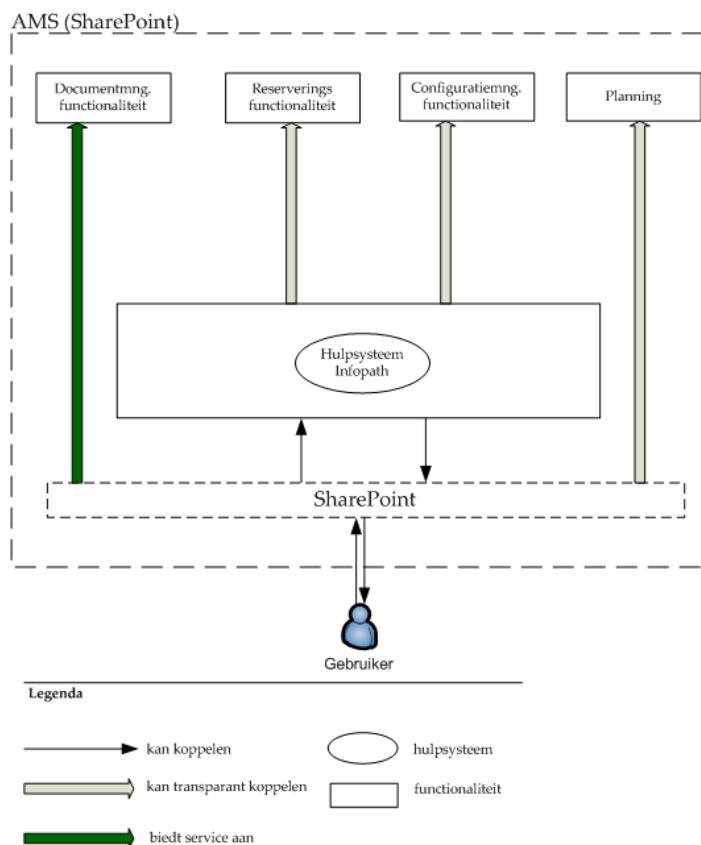 AMS (SharePoint)
Documentmng.
functionaliteit
Reserverings
functionaliteit
Configuratiemng.
functionaliteit
Planning
Hulpsysteem
Infopath
SharePoint
Gebruiker
Legenda
kan koppelen
hulpsysteem
kan transparant koppelen
functionaliteit
biedt service aan